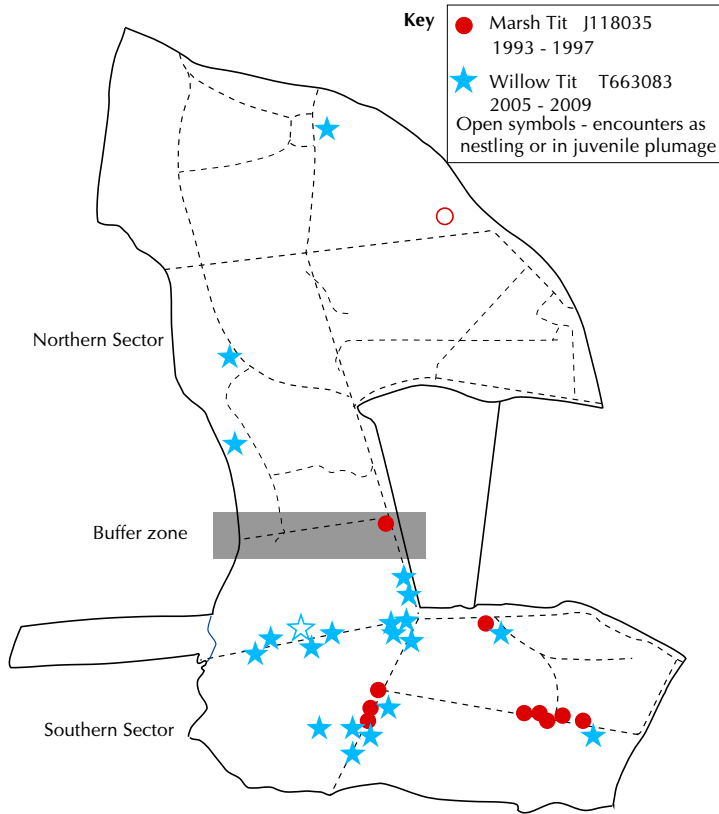 Key
Marsh Tit J118035
1993 - 1997
Willow Tit T663083
2005 - 2009
Open symbols - encounters as
nestling or in juvenile plumage
Northern Sector
Buffer zone
Southern Sector